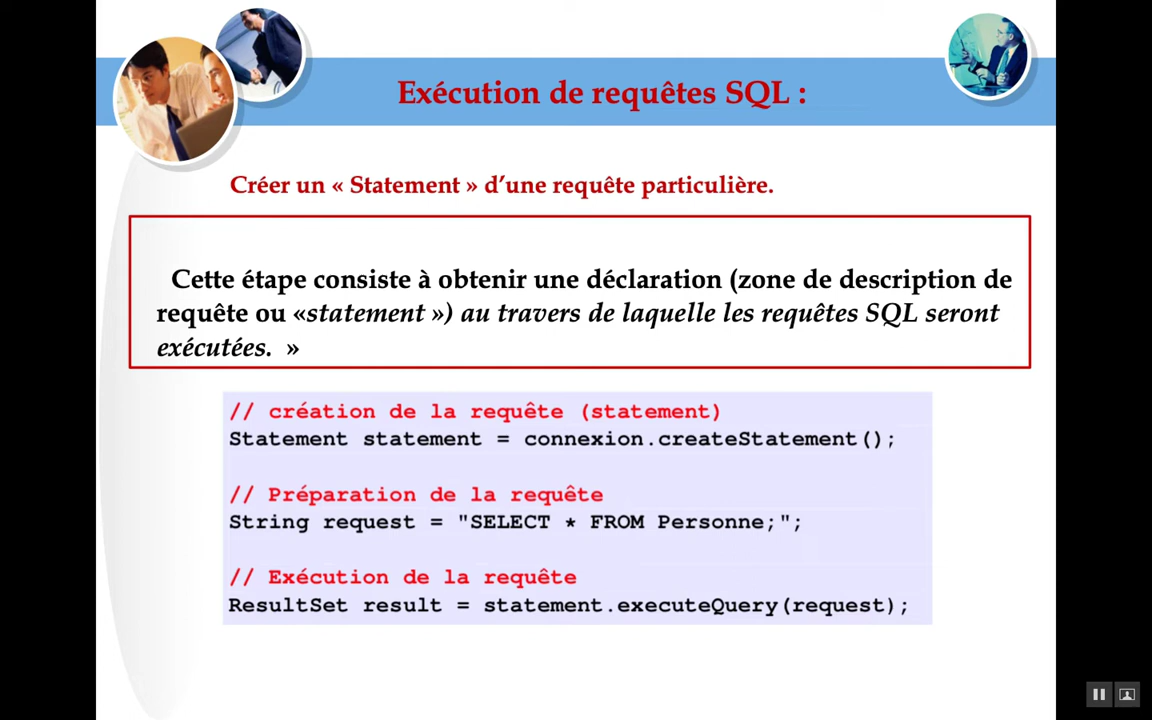 Exécution de requêtes SQL :
Créer un « Statement » d’une requête particulière.
Cette étape consiste à obtenir une déclaration (zone de description de
requête ou «statement ») au travers de laquelle les requêtes SQL seront
exécutées.  »
// création de la requête (statement)
Statement statement = connexion.createStatement();
// Préparation de la requête
String request = "SELECT * FROM Personne;";
// Exécution de la requête
ResultSet result = statement.executeQuery(request);